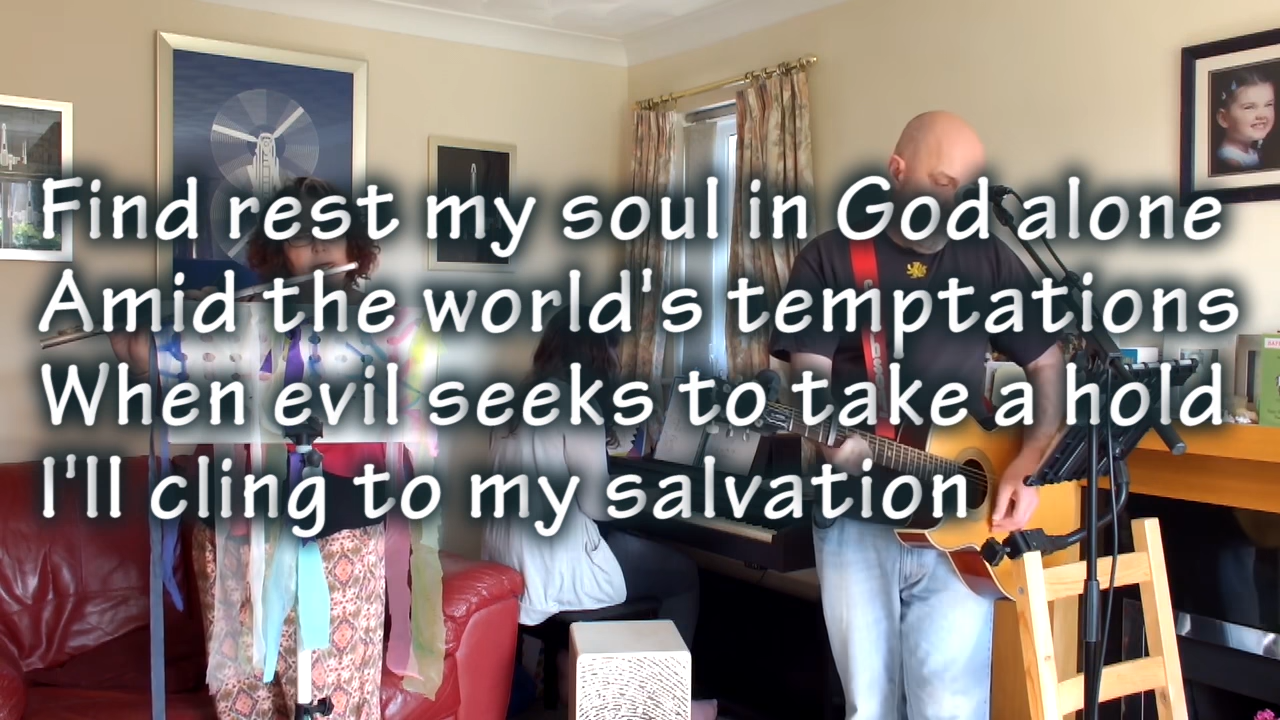 Find rest my soul in God alone
Amid the world's temptations
When evil seeks to take a hold
I'll cling to my salvation